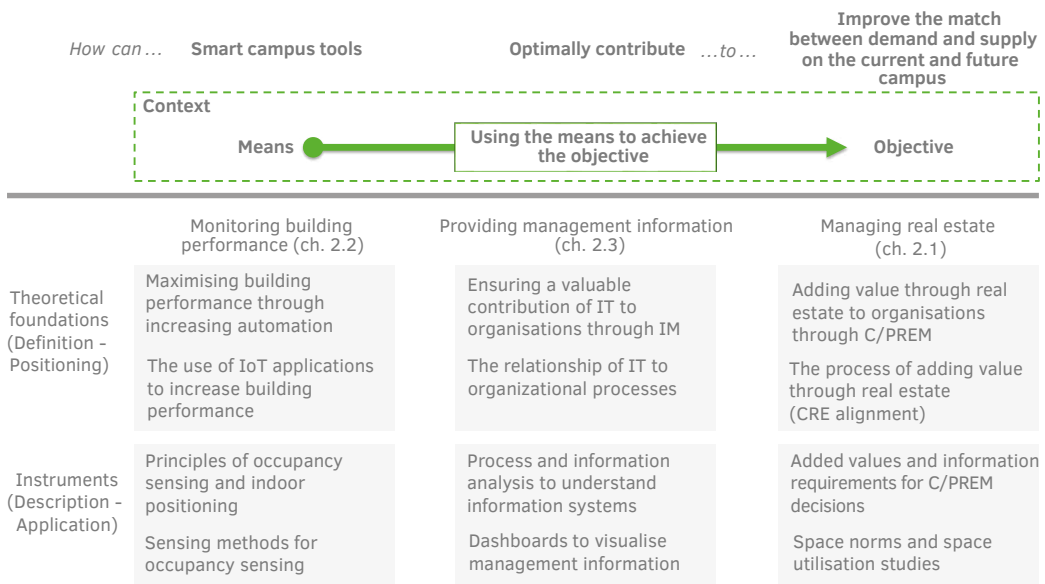 How can ...
Smart campus tools
Optimally contribute
...to...
Improve the match
between demand and supply
on the current and future
campus
Context
Means
Using the means to achieve
the objective
Objective
Monitoring building
performance (ch. 2.2)
Providing management information
(ch. 2.3)
Managing real estate
(ch. 2.1)
Theoretical
foundations
(Definition -
Positioning)
Maximising building
performance through
increasing automation
The use of IoT applications
to increase building
performance
Ensuring a valuable
contribution of IT to
organisations through IM
The relationship of IT to
organizational processes
Adding value through real
estate to organisations
through C/PREM
The process of adding value
through real estate
(CRE alignment)
Instruments
(Description -
Application)
Principles of occupancy
sensing and indoor
positioning
Sensing methods for
occupancy sensing
Process and information
analysis to understand
information systems
Dashboards to visualise
management information
Added values and information
requirements for C/PREM
decisions
Space norms and space
utilisation studies